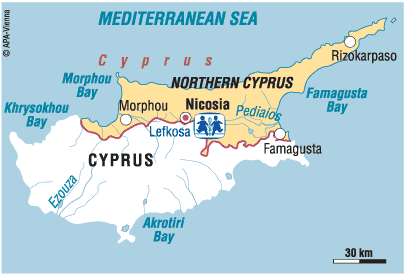 © APA-Vienna
MEDITERRANEAN SEA
Cyprus
Rizokarpaso
Morphou
Bay
NORTHERN CYPRUS
Khrysokhou
Bay
Morphou
Nicosia
Lefkosa
Pedialos
Famagusta
Bay
Famagusta
CYPRUS
Ezouza
Akrotiri
Bay
30 km